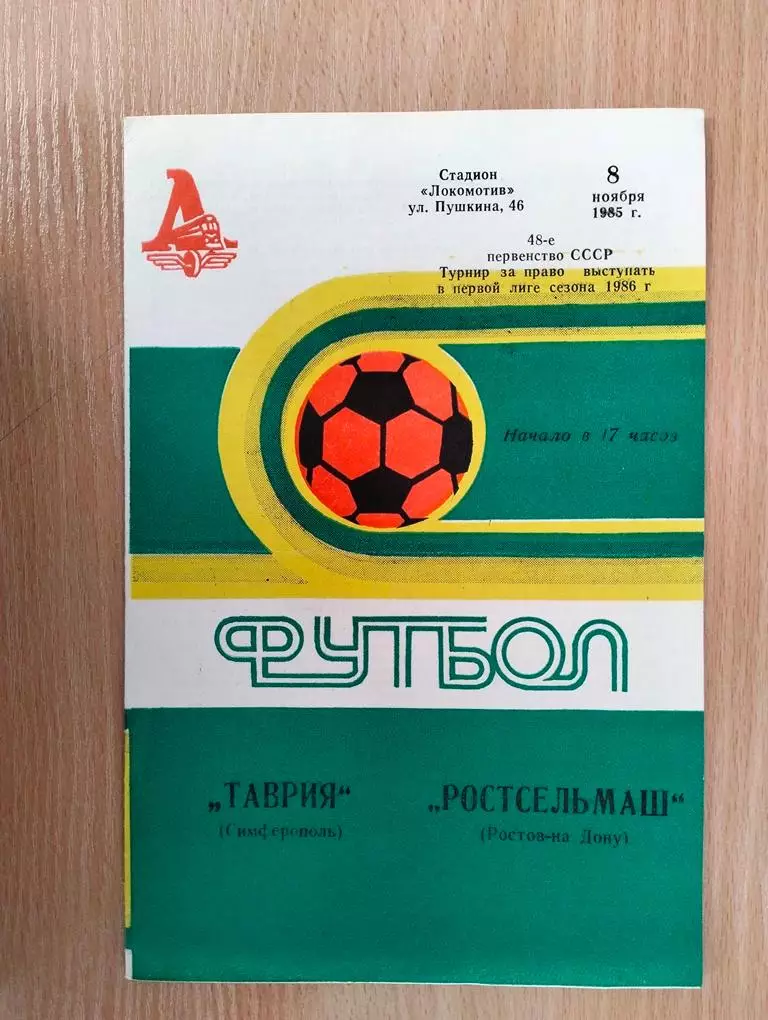 Стадион
«Локомотив»
ул. Пушкина, 46
8
ноября
1985 г.
48-е
первенство СССР
Турнир за право выступать
в первой лиге сезона 1986 г
Начало в 17 часов
ФУТБОЛ
„ТАВРИЯ“
(Симферополь)
„РОСТСЕЛЬМАШ“
(Ростов-на Дону)